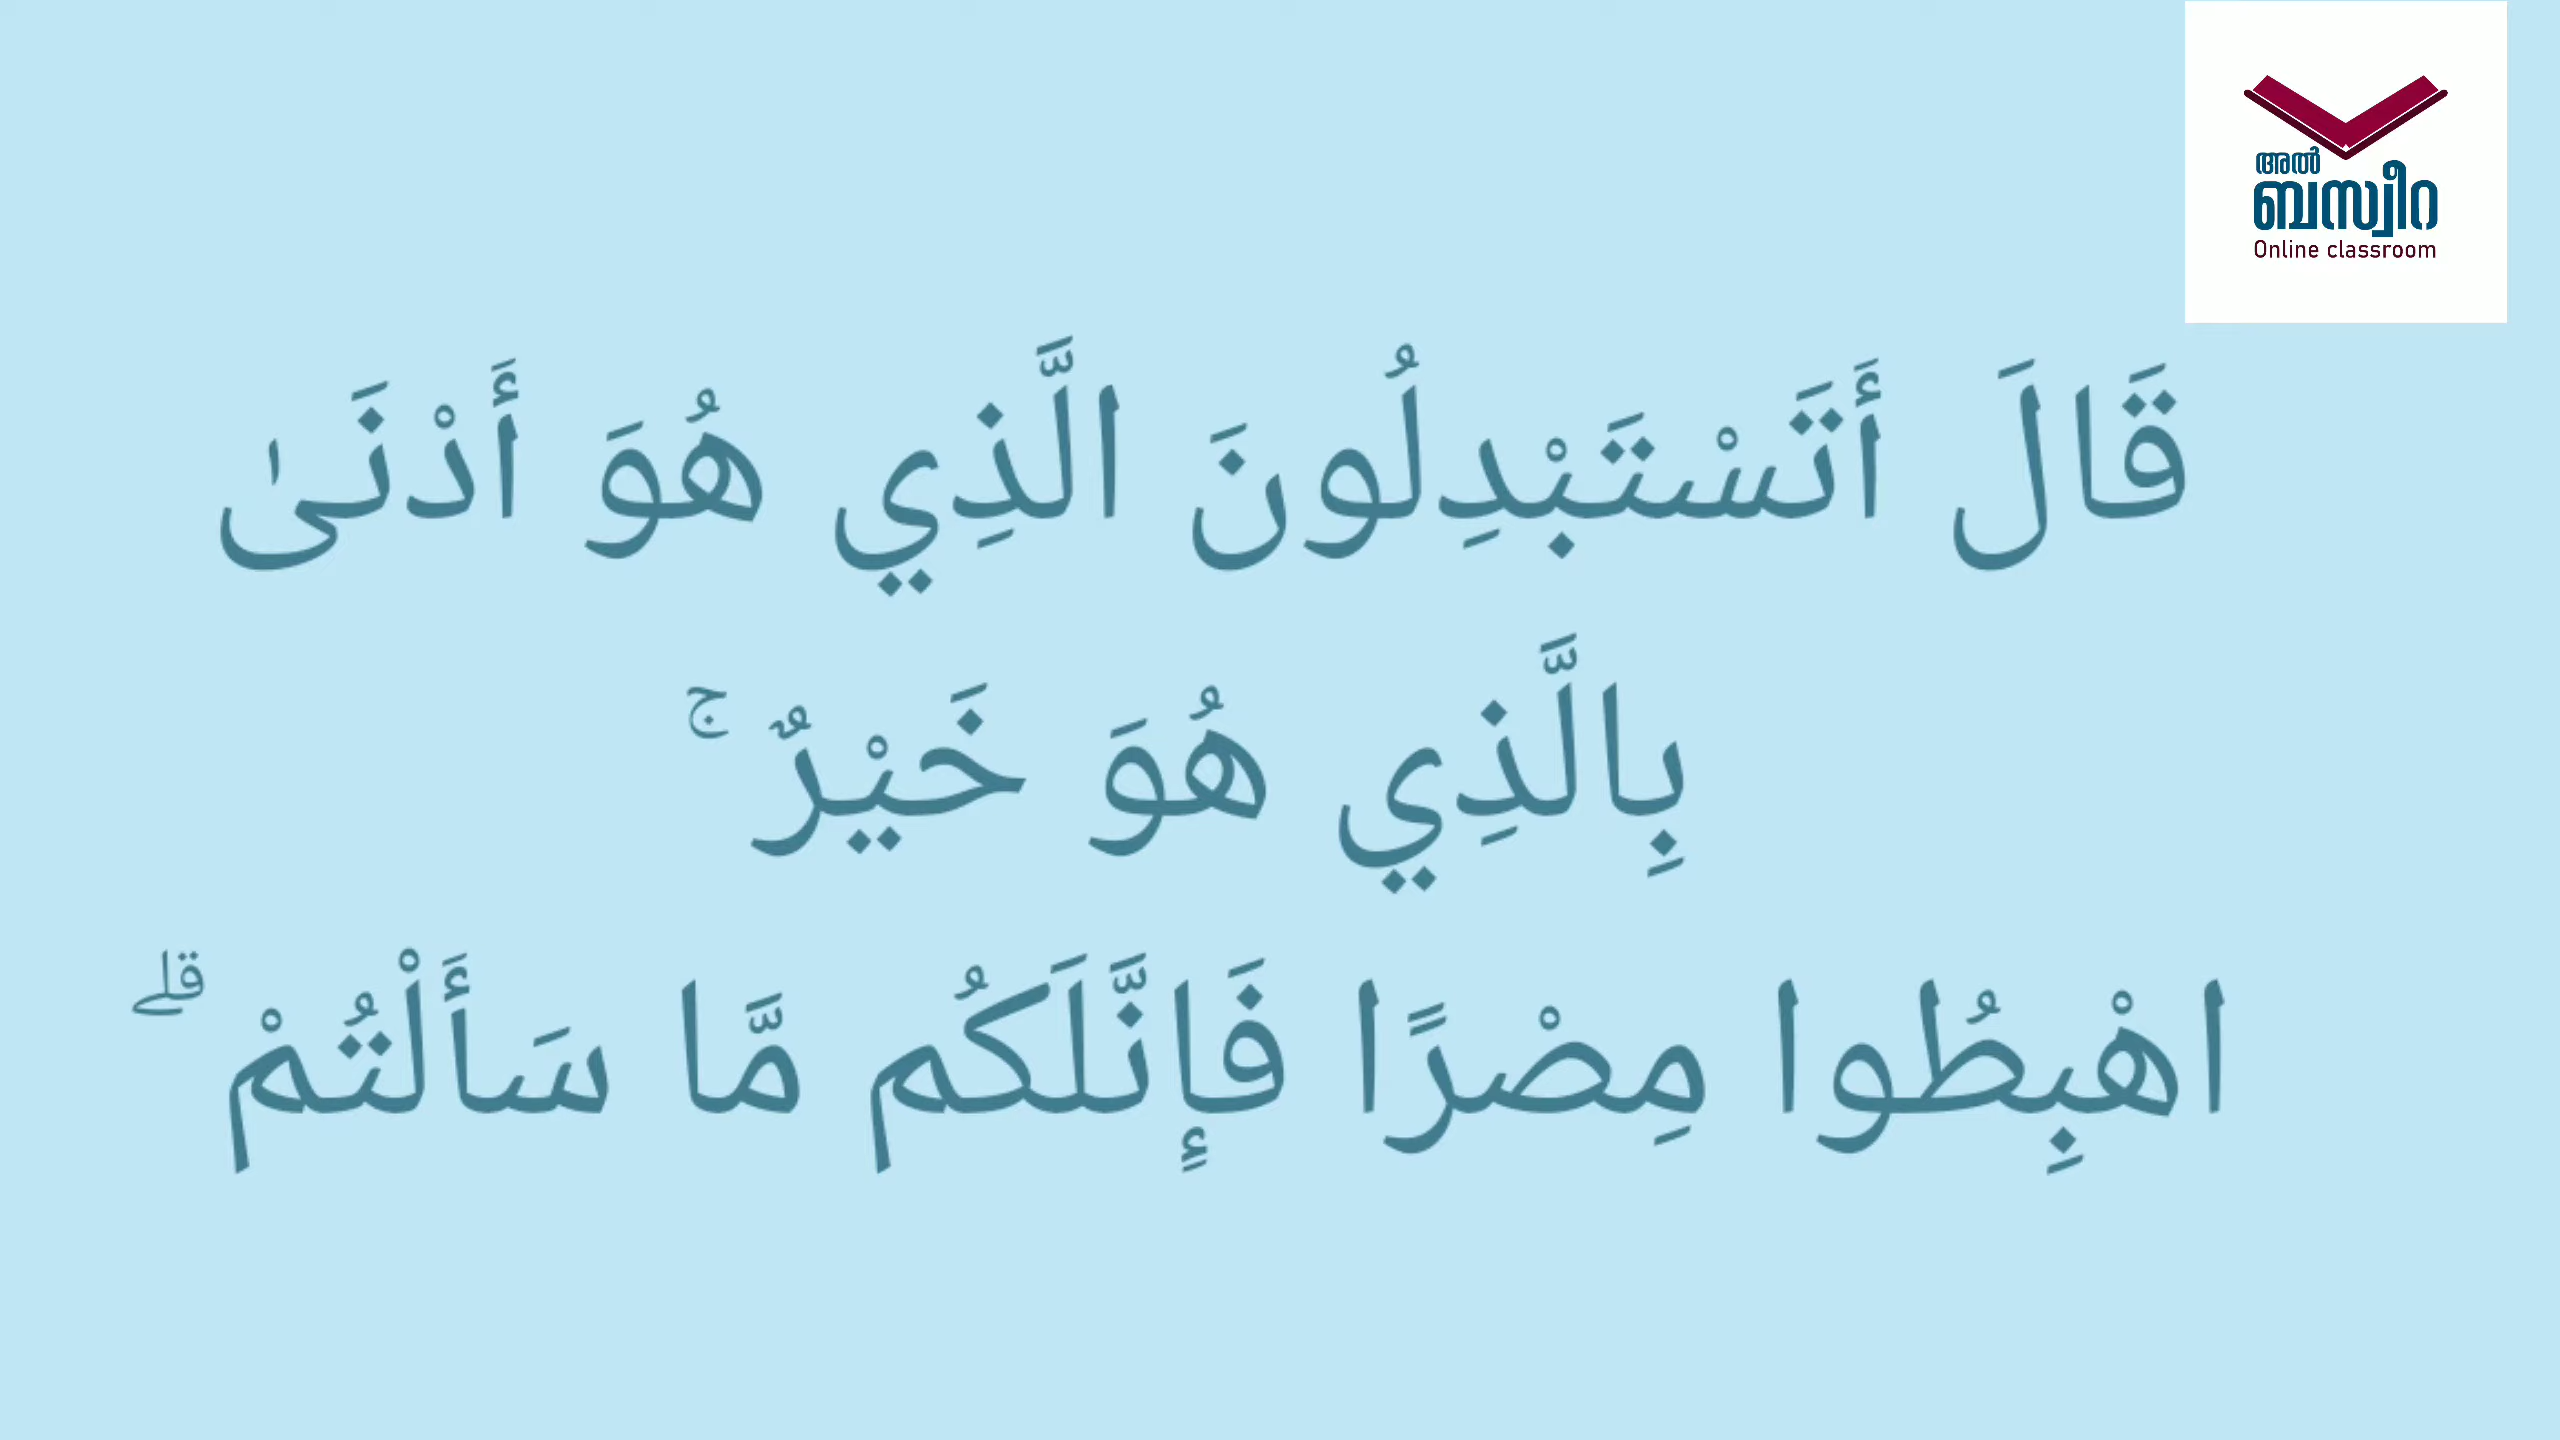 അൽ
ബസ്വീറ
Online classroom
قَالَ أَتَسْتَبْدِلُونَ الَّذِي هُوَ أَدْنَىٰ
بِالَّذِي هُوَ خَيْرٌ ۚ
اهْبِطُوا مِصْرًا فَإِنَّلَكُم مَّا سَأَلْتُمْ ۗ